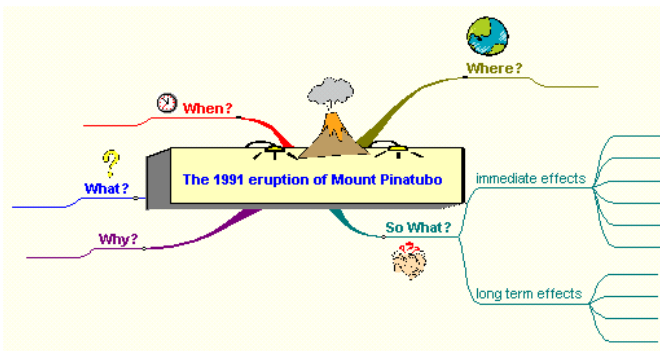 Where?
When?
The 1991 eruption of Mount Pinatubo
immediate effects
What?
So What?
Why?
long term effects